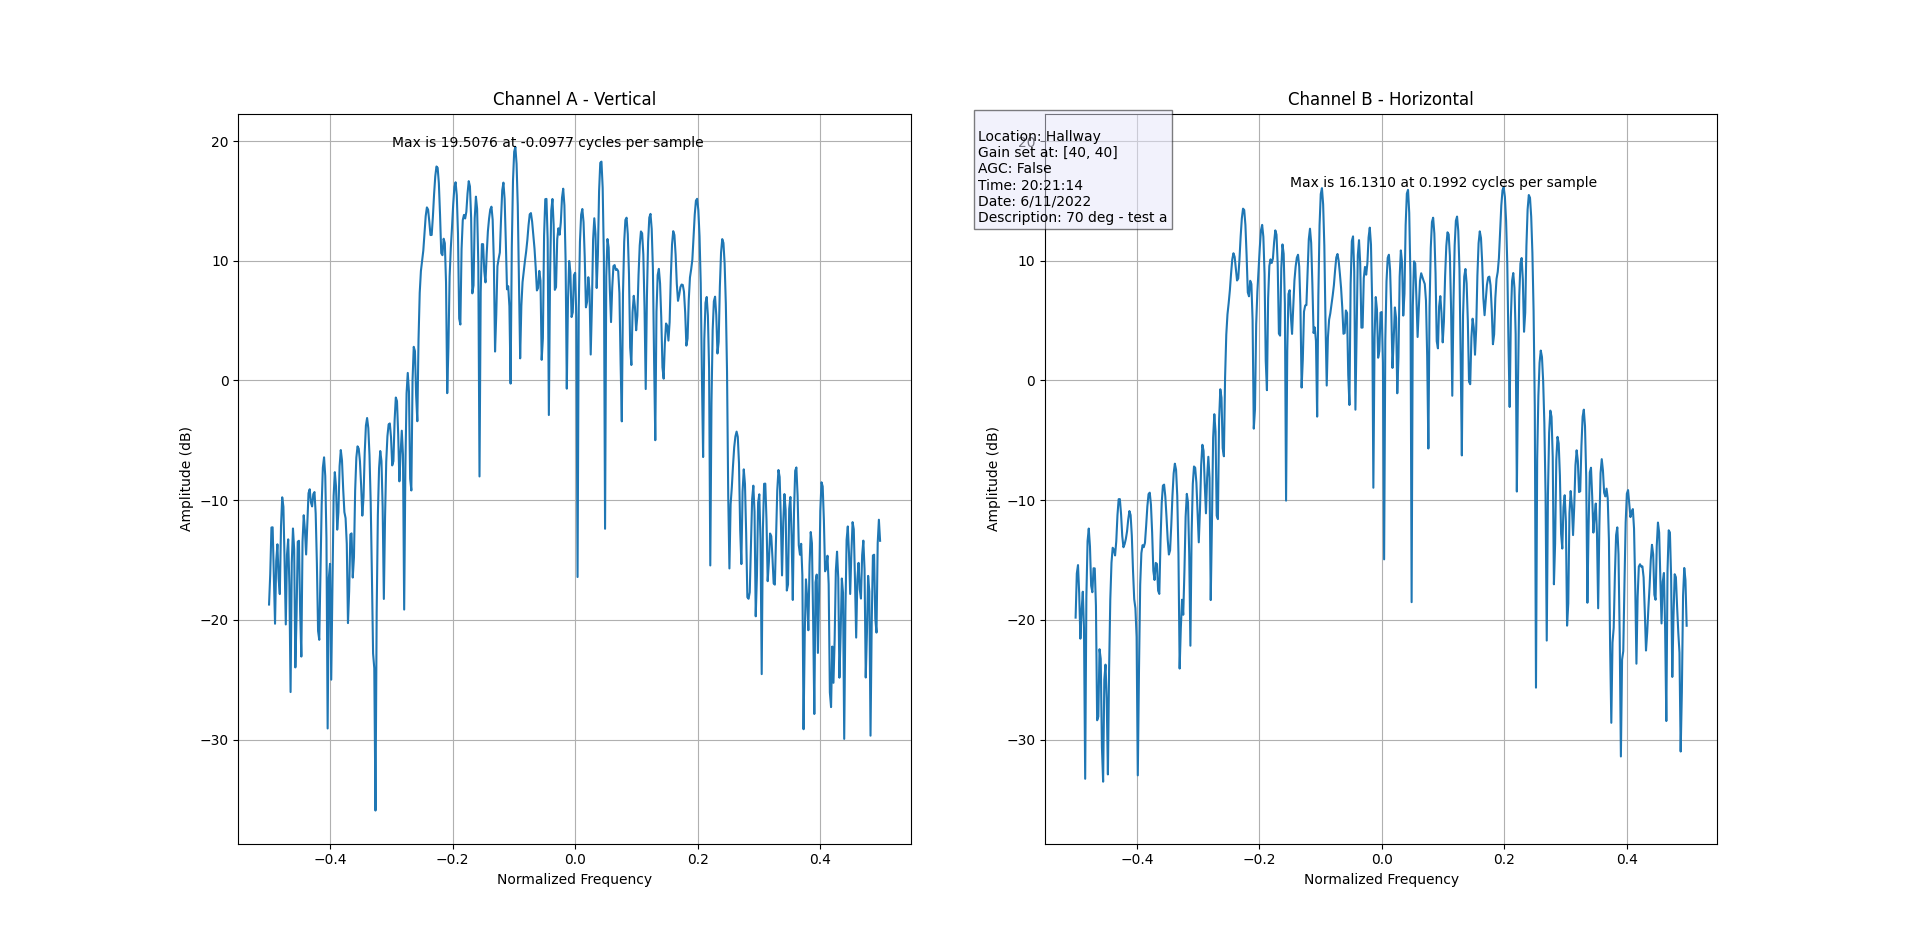 Channel A - Vertical
Max is 19.5076 at -0.0977 cycles per sample
20
10
0
−10
−20
−30
Amplitude (dB)
−0.4
−0.2
0.0
0.2
0.4
Normalized Frequency
Channel B - Horizontal
Location: Hallway
Gain set at: [40, 40]
AGC: False
Time: 20:21:14
Date: 6/11/2022
Description: 70 deg - test a
Max is 16.1310 at 0.1992 cycles per sample
20
10
0
−10
−20
−30
Amplitude (dB)
−0.4
−0.2
0.0
0.2
0.4
Normalized Frequency